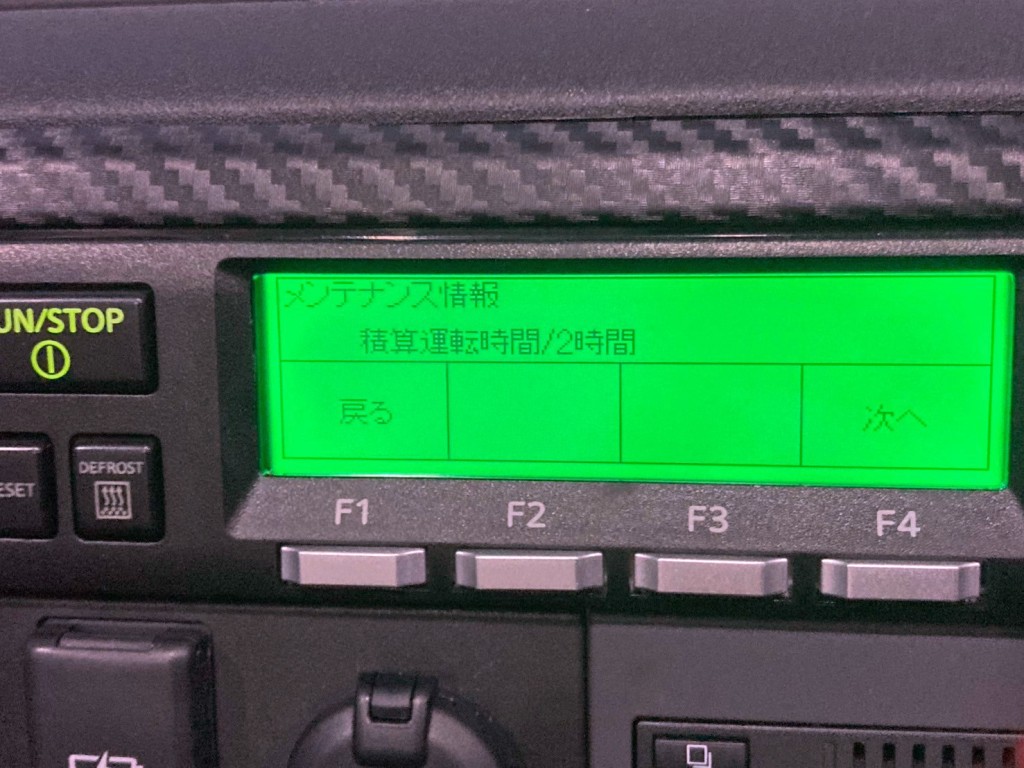 メンテナンス情報
積算運転時間/2時間
戻る 次へ
UN/STOP
ESET
DEFROST
F1 F2 F3 F4